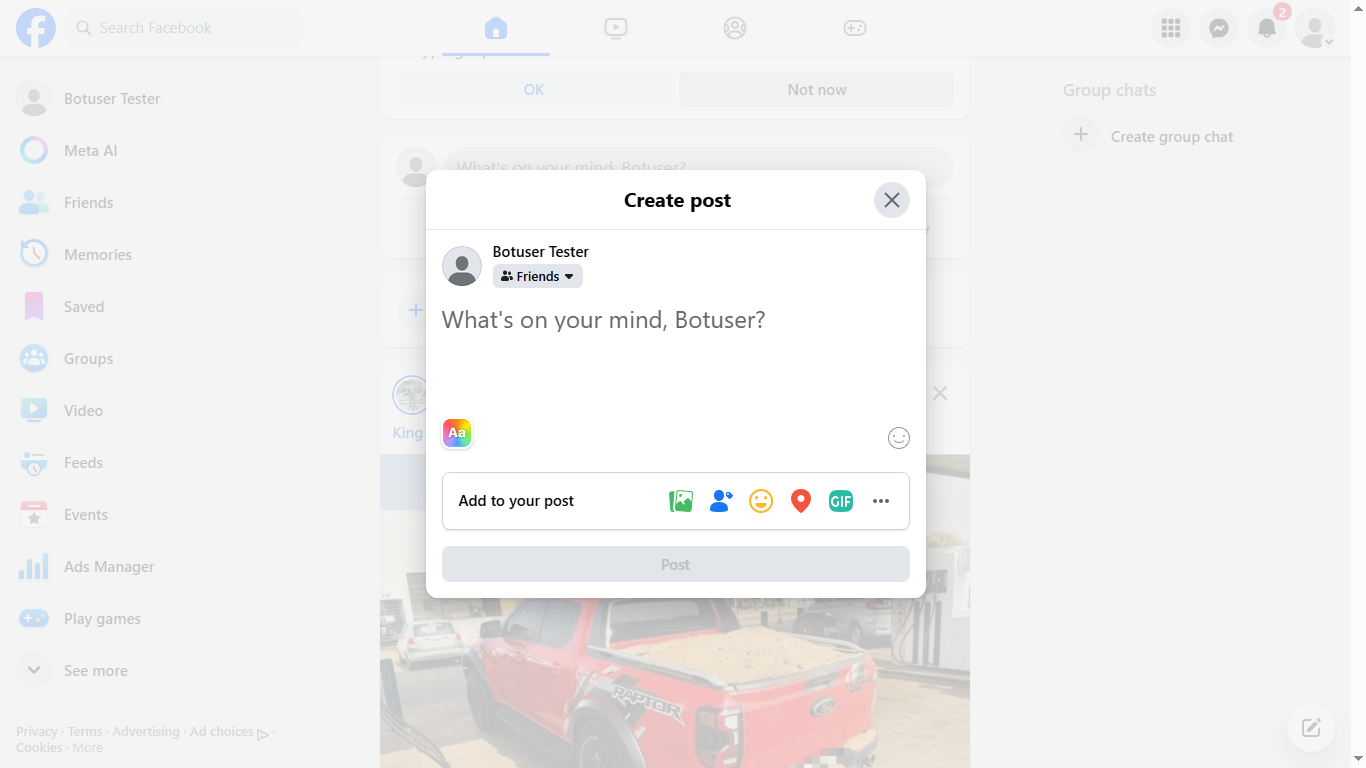 Search Facebook
2
OK
Not now
Group chats
Create group chat
Botuser Tester
Meta AI
Friends
Memories
Saved
Groups
Video
Feeds
Events
Ads Manager
Play games
See more
Privacy · Terms · Advertising · Ad choices ·
Cookies · More
What's on your mind, Botuser?
Create post
Botuser Tester
Friends
What's on your mind, Botuser?
Aa
Add to your post
GIF
Post
King
RAPTOR